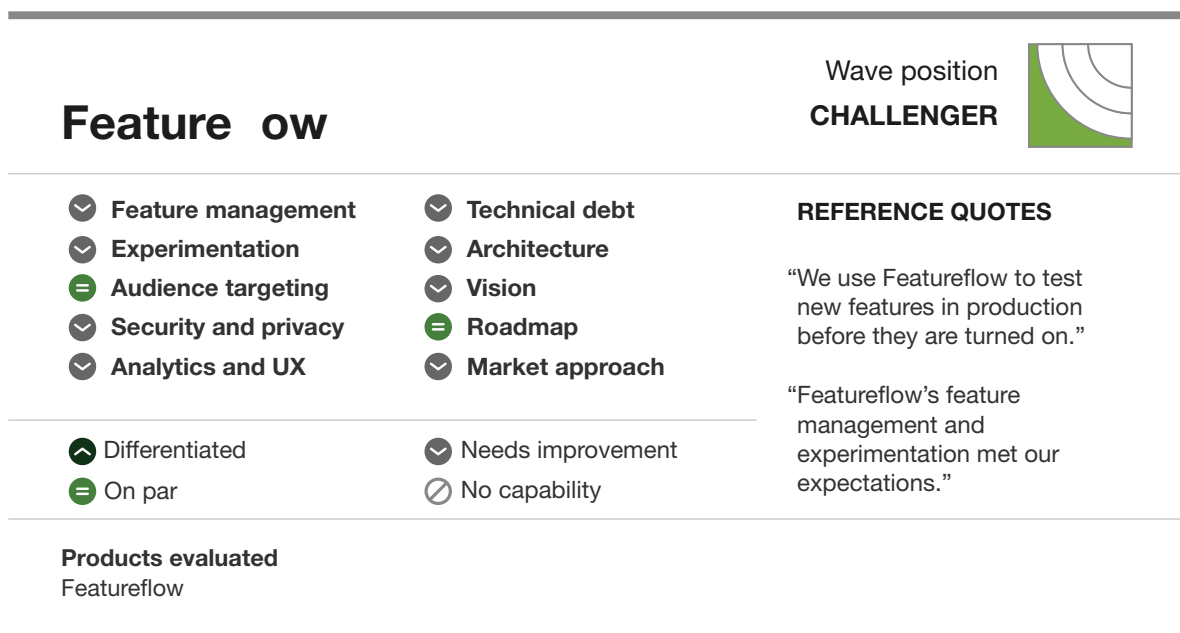 Wave position
CHALLENGER
Feature ow
Feature management
Experimentation
Audience targeting
Security and privacy
Analytics and UX
Technical debt
Architecture
Vision
Roadmap
Market approach
Differentiated
On par
Needs improvement
No capability
REFERENCE QUOTES
“We use Featureflow to test
new features in production
before they are turned on.”
“Featureflow’s feature
management and
experimentation met our
expectations.”
Products evaluated
Featureflow